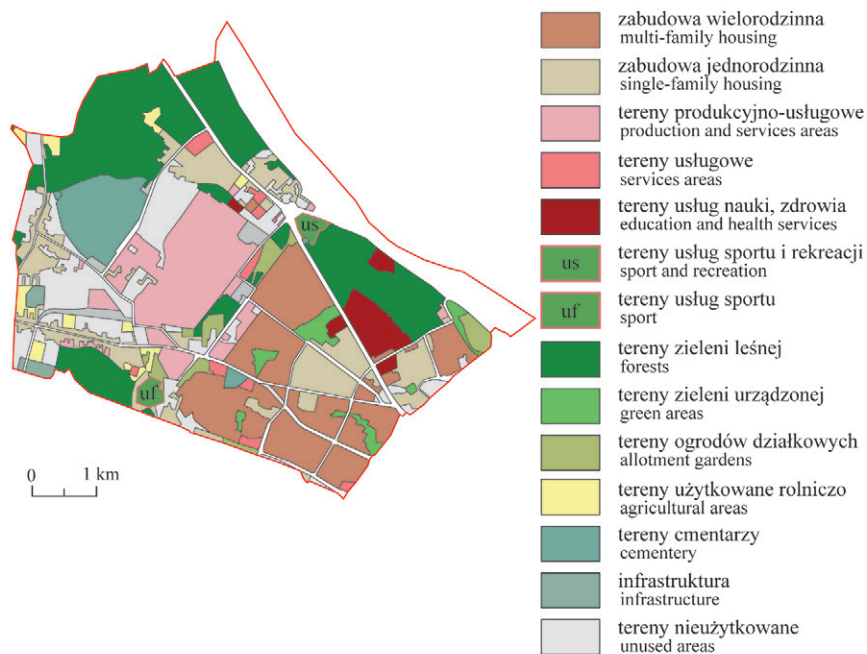 zabudowa wielorodzinna
multi-family housing
zabudowa jednorodzinna
single-family housing
tereny produkcyjno-usługowe
production and services areas
tereny usługowe
services areas
tereny usług nauki, zdrowia
education and health services
us
tereny usług sportu i rekreacji
sport and recreation
uf
tereny usług sportu
sport
tereny zieleni leśnej
forests
tereny zieleni urządzonej
green areas
tereny ogrodów działkowych
allotment gardens
tereny użytkowane rolniczo
agricultural areas
tereny cmentarzy
cementery
infrastruktura
infrastructure
tereny nieużytkowane
unused areas
us
uf
0 1 km